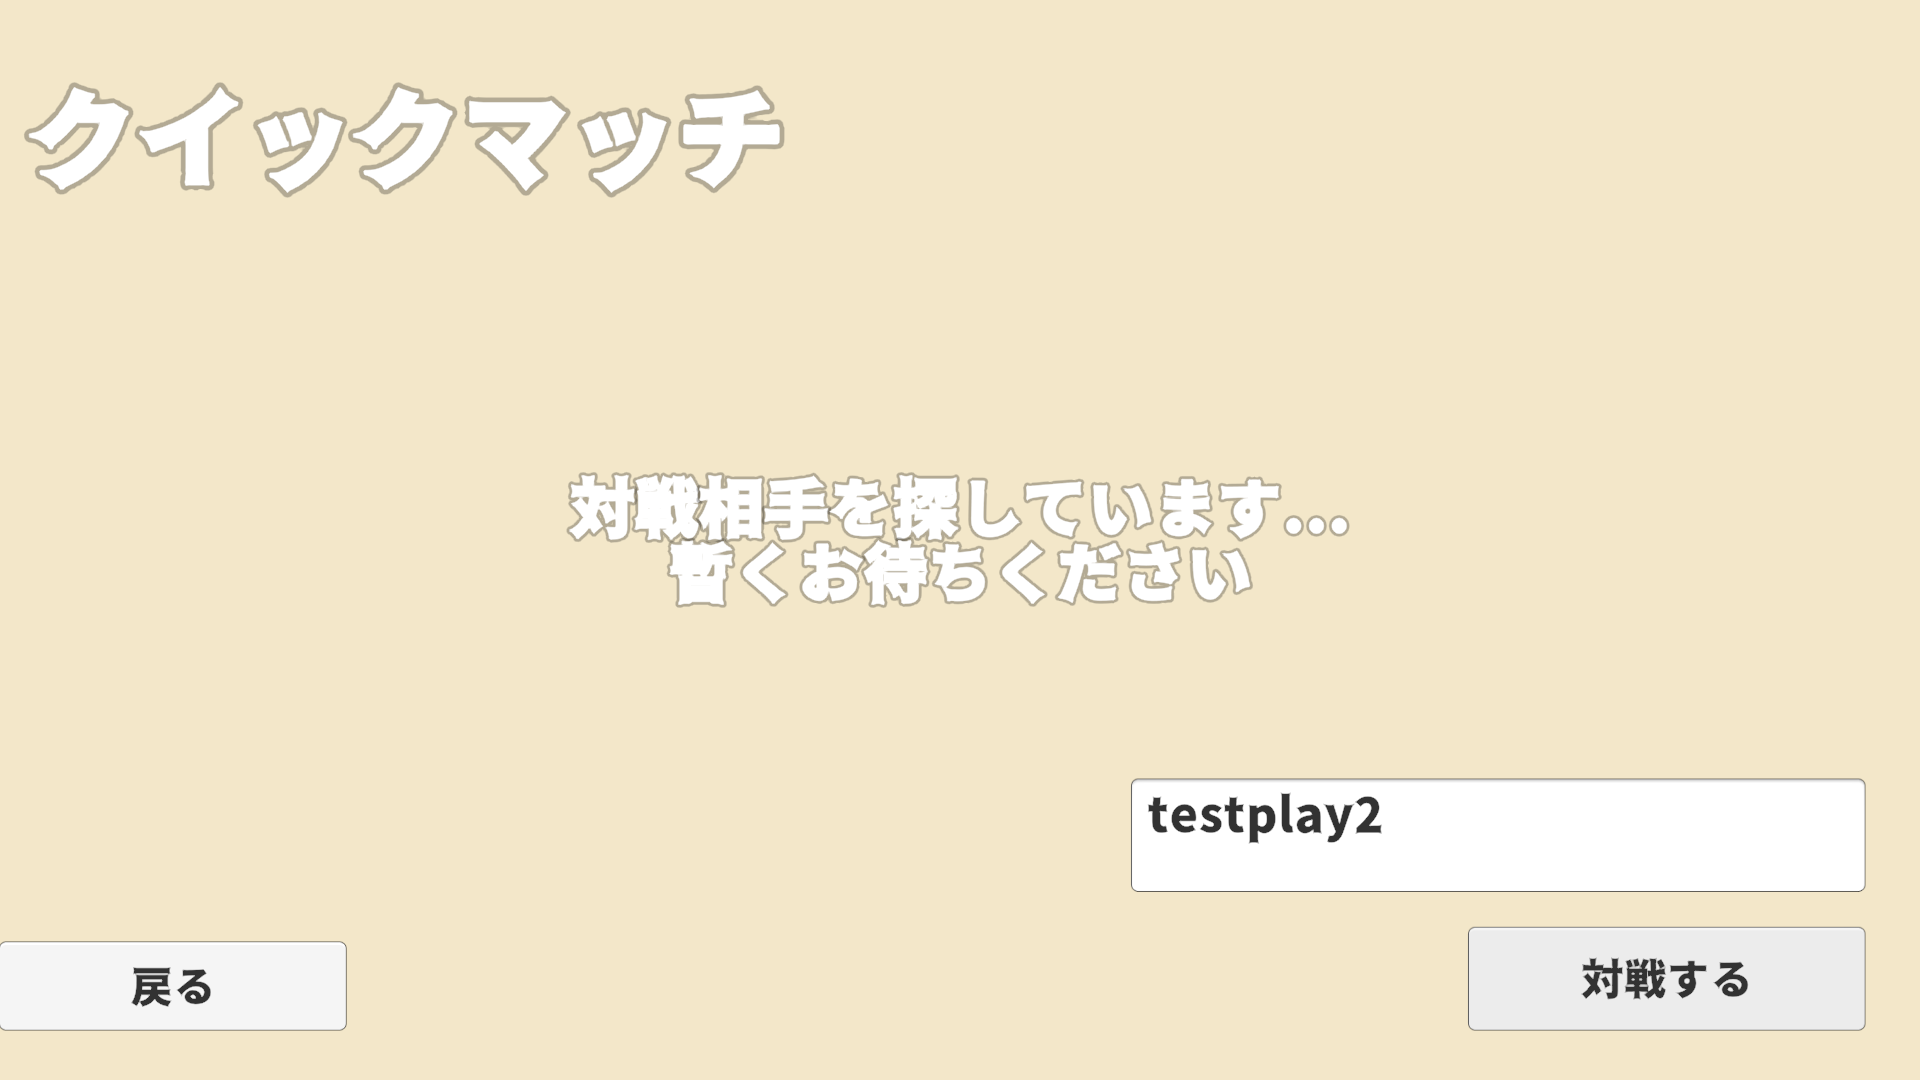 クイックマッチ
対戦相手を探しています...
暫くお待ちください
testplay2
戻る
対戦する